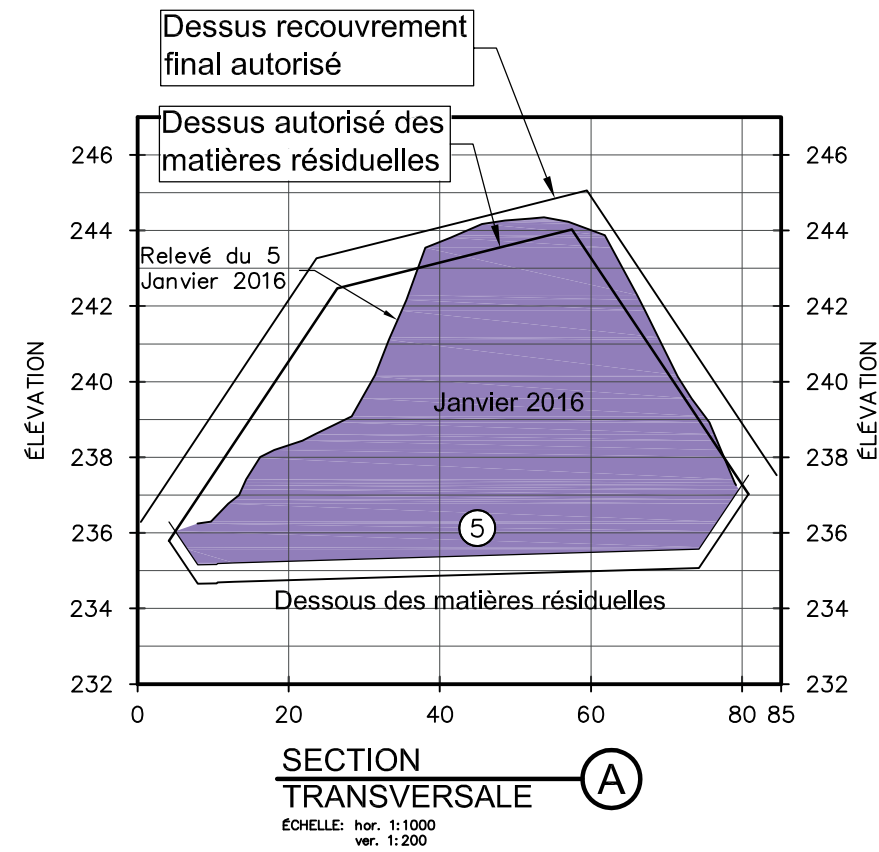 Dessus recouvrement
final autorisé
Dessus autorisé des
matières résiduelles
Relevé du 5
Janvier 2016
246
244
242
240
238
236
234
232
ÉLÉVATION
246
244
242
240
238
236
234
232
ÉLÉVATION
Janvier 2016
5
Dessous des matières résiduelles
0 20 40 60 80 85
SECTION
TRANSVERSALE
A
ÉCHELLE: hor. 1:1000
ver. 1:200